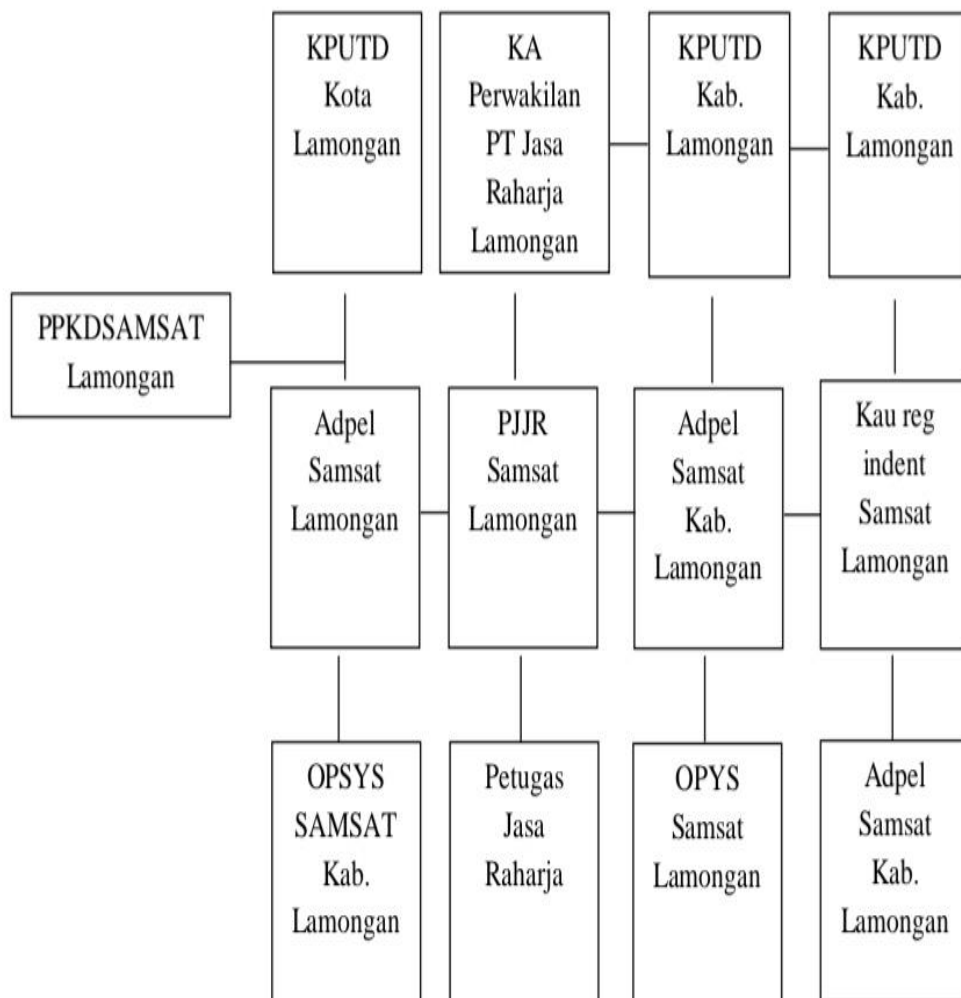 KPUTD
Kota
Lamongan
KA
Perwakilan
PT Jasa
Raharja
Lamongan
KPUTD
Kab.
Lamongan
KPUTD
Kab.
Lamongan
PPKDSAMSAT
Lamongan
Adpel
Samsat
Lamongan
PJJR
Samsat
Lamongan
Adpel
Samsat
Kab.
Lamongan
Kau reg
indent
Samsat
Lamongan
OPSYS
SAMSAT
Kab.
Lamongan
Petugas
Jasa
Raharja
OPYS
Samsat
Lamongan
Adpel
Samsat
Kab.
Lamongan